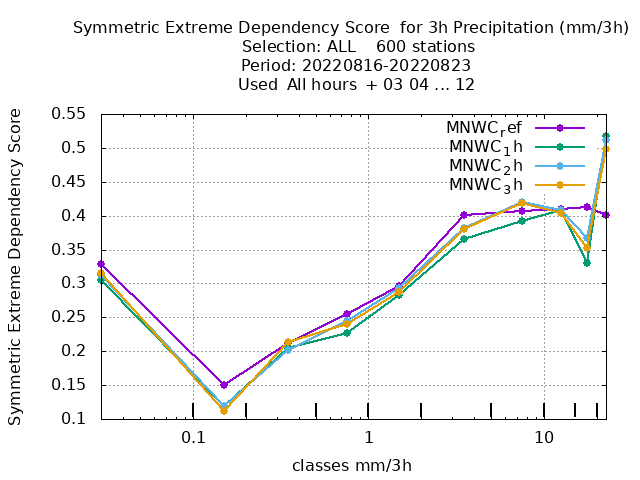 Symmetric Extreme Dependency Score  for 3h Precipitation (mm/3h)
Selection: ALL    600 stations
Period: 20220816-20220823
Used  All hours  + 03 04 ... 12
Symmetric Extreme Dependency Score
0.55
0.5
0.45
0.4
0.35
0.3
0.25
0.2
0.15
0.1
MNWC_ref
MNWC_1h
MNWC_2h
MNWC_3h
0.1 1 10
classes mm/3h